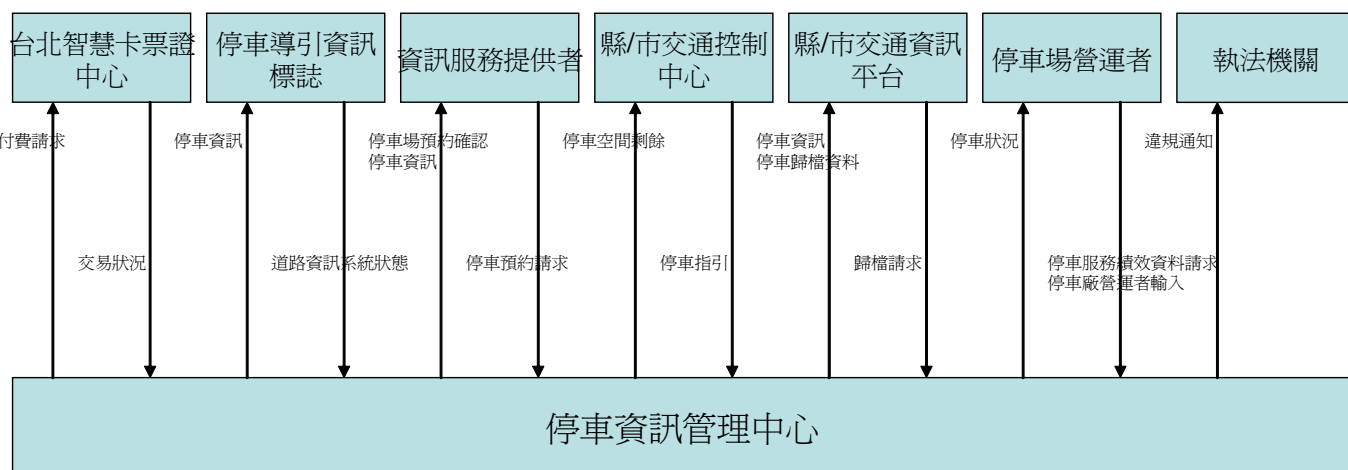 台北智慧卡票證
中心
停車導引資訊
標誌
資訊服務提供者
縣/市交通控制
中心
縣/市交通資訊
平台
停車場營運者
執法機關
付費請求
停車資訊
停車場預約確認
停車資訊
停車空間剩餘
停車資訊
停車歸檔資料
停車狀況
違規通知
交易狀況
道路資訊系統狀態
停車預約請求
停車指引
歸檔請求
停車服務績效資料請求
停車廠營運者輸入
停車資訊管理中心